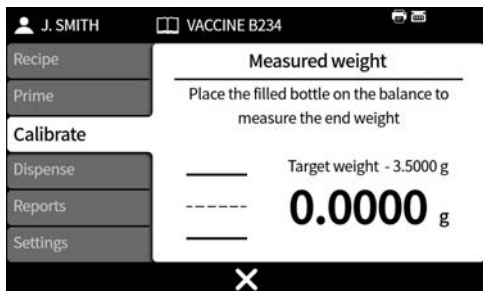 J. SMITH
VACCINE B234
Recipe
Prime
Calibrate
Dispense
Reports
Settings
Measured weight
Place the filled bottle on the balance to
measure the end weight
Target weight - 3.5000 g
0.0000 g